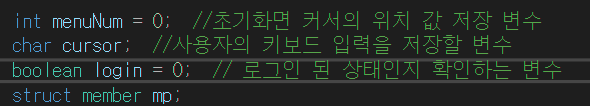 int menuNum = 0;  //초기화면 커서의 위치 값 저장 변수
char cursor;  //사용자의 키보드 입력을 저장할 변수
boolean login = 0;  // 로그인 된 상태인지 확인하는 변수
struct member mp;